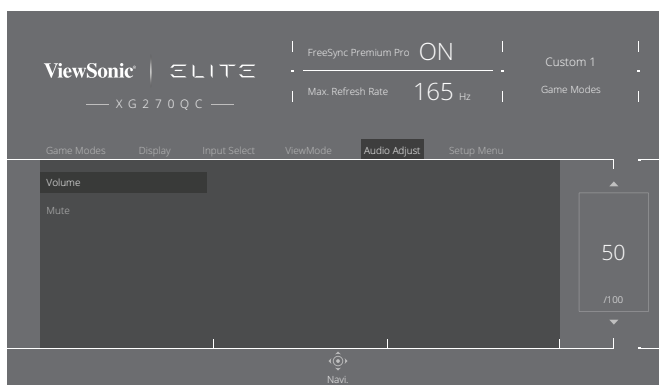 ViewSonic® ELITE
XG270QC
FreeSync Premium Pro ON
Max. Refresh Rate 165 Hz
Custom 1
Game Modes
Game Modes Display Input Select ViewMode Audio Adjust Setup Menu
Volume
Mute
50
/100
Navi.